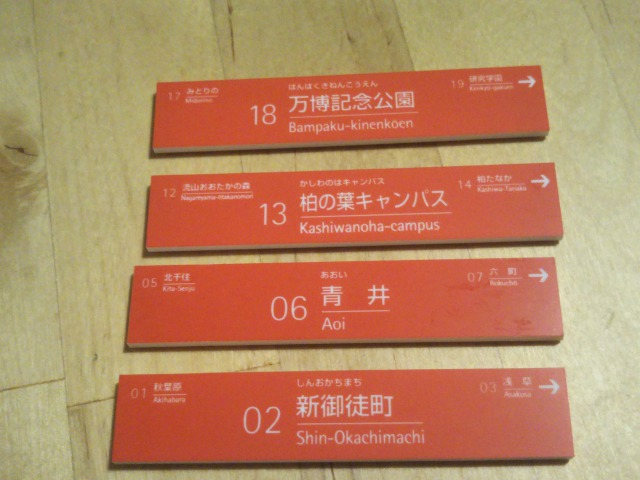 17 みどりの
Midorino
ばんぱくきねんこうえん
18 万博記念公園
Bampaku-kinenkōen
19 研究学園
Kenkyū-gakuen
12 流山おおたかの森
Nagareyama-ōtakanomori
かしわのはキャンパス
13 柏の葉キャンパス
Kashiwanoha-campus
14 柏たなか
Kashiwa-Tanaka
05 北千住
Kita-Senju
あおい
06 青井
Aoi
07 六町
Rokuchō
01 秋葉原
Akihabara
しんおかちまち
02 新御徒町
Shin-Okachimachi
03 浅草
Asakusa